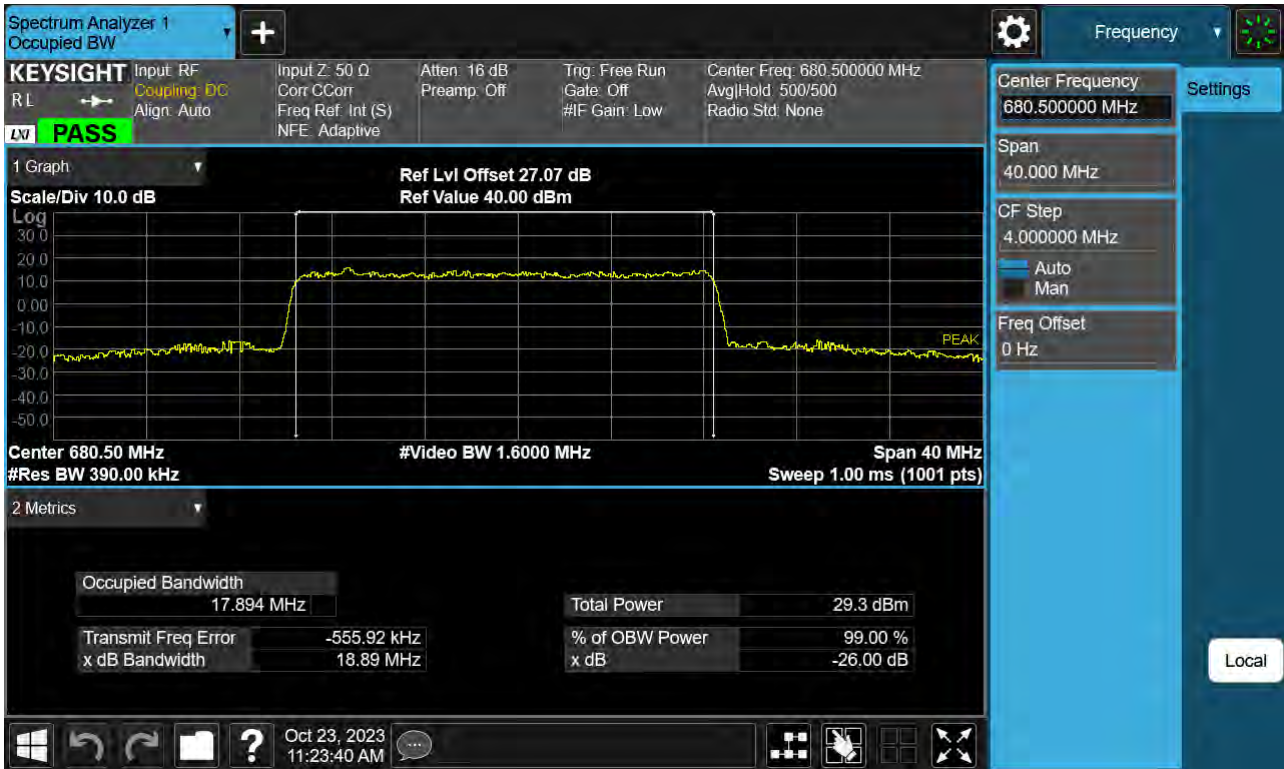 Spectrum Analyzer 1
Occupied BW
+
Frequency
KEYSIGHT
R L
LXI PASS
Input: RF
Coupling: DC
Align: Auto
Input Z: 50 Ω
Corr CCorr
Freq Ref: Int (S)
NFE: Adaptive
Atten: 16 dB
Preamp: Off
Trig: Free Run
Gate: Off
#IF Gain: Low
Center Freq: 680.500000 MHz
Avg|Hold: 500/500
Radio Std: None
Center Frequency
680.500000 MHz
Settings
Span
40.000 MHz
CF Step
4.000000 MHz
Auto
Man
Freq Offset
0 Hz
Local
1 Graph
Scale/Div 10.0 dB
Ref Lvl Offset 27.07 dB
Ref Value 40.00 dBm
Log
30.0
20.0
10.0
0.00
-10.0
-20.0
-30.0
-40.0
-50.0
PEAK
Center 680.50 MHz
#Video BW 1.6000 MHz
Span 40 MHz
#Res BW 390.00 kHz
Sweep 1.00 ms (1001 pts)
2 Metrics
Occupied Bandwidth
17.894 MHz
Total Power 29.3 dBm
Transmit Freq Error -555.92 kHz
% of OBW Power 99.00 %
x dB Bandwidth 18.89 MHz
x dB -26.00 dB
?
Oct 23, 2023
11:23:40 AM